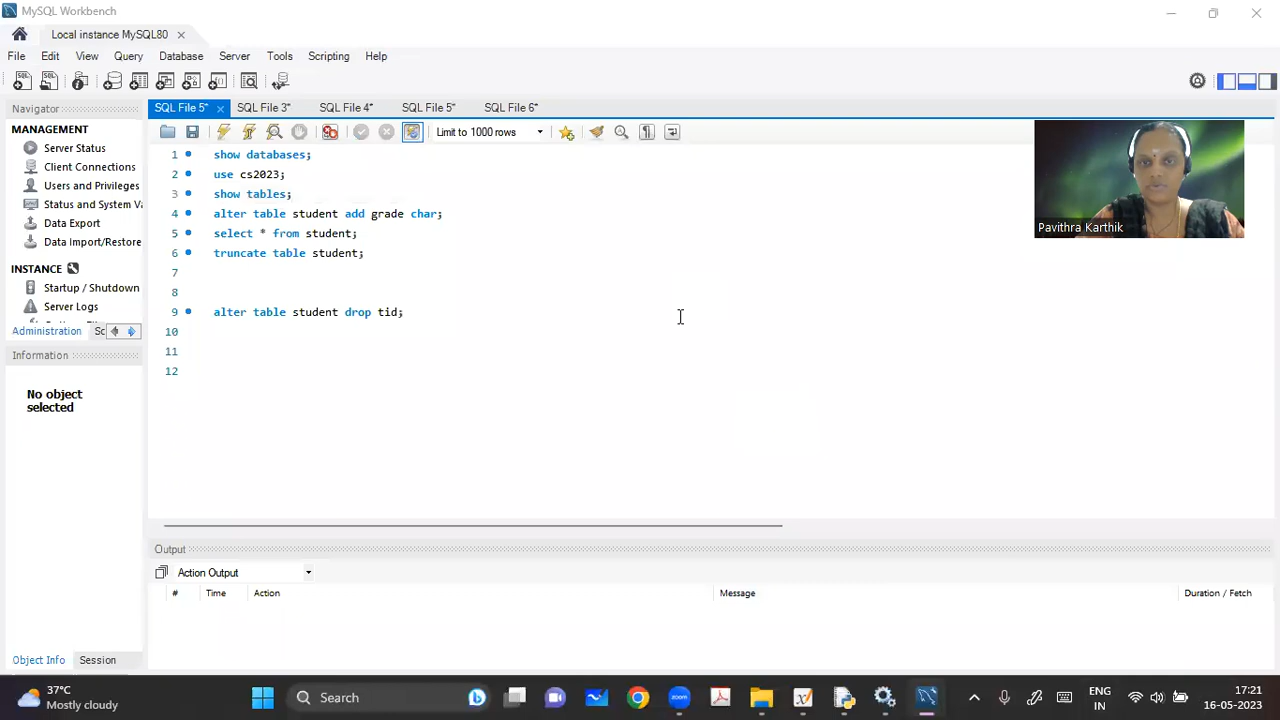 MySQL Workbench
Local instance MySQL80
File Edit View Query Database Server Tools Scripting Help
Navigator
SQL File 5* SQL File 3* SQL File 4* SQL File 5* SQL File 6*
MANAGEMENT
Server Status
Client Connections
Users and Privileges
Status and System Va
Data Export
Data Import/Restore
INSTANCE
Startup / Shutdown
Server Logs
Administration Sc
Information
No object
selected
Object Info Session
Limit to 1000 rows
1 show databases;
2 use cs2023;
3 show tables;
4 alter table student add grade char;
5 select * from student;
6 truncate table student;
7
8
9 alter table student drop tid;
10
11
12
Pavithra Karthik
Output
Action Output
# Time Action Message Duration / Fetch
37°C
Mostly cloudy
Search
ENG
IN
17:21
16-05-2023